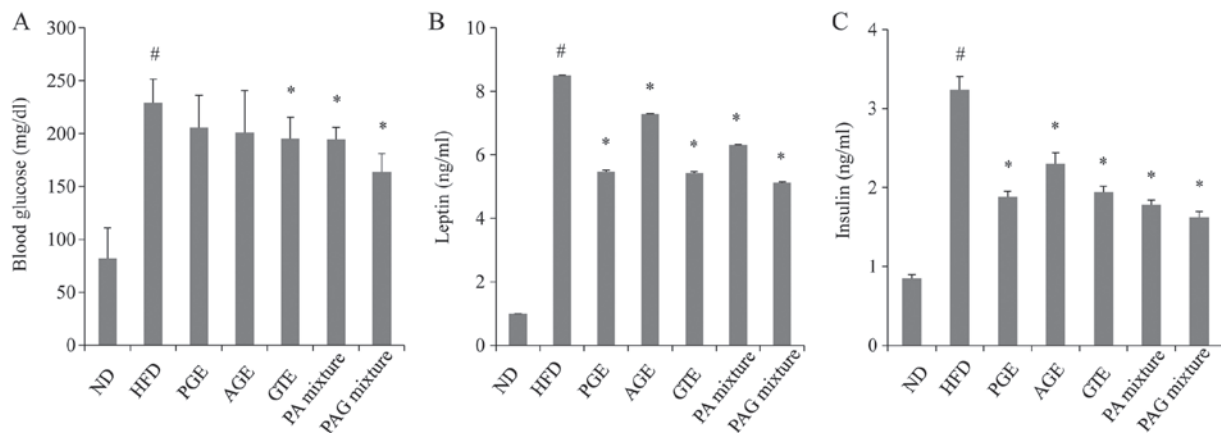 A
Blood glucose (mg/dl)
300
250
200
150
100
50
0
#
*
*
*
ND
HFD
PGE
AGE
GTE
PA mixture
PAG mixture
B
Leptin (ng/ml)
10
8
6
4
2
0
#
*
*
*
*
*
ND
HFD
PGE
AGE
GTE
PA mixture
PAG mixture
C
Insulin (ng/ml)
4
3
2
1
0
#
*
*
*
*
*
ND
HFD
PGE
AGE
GTE
PA mixture
PAG mixture